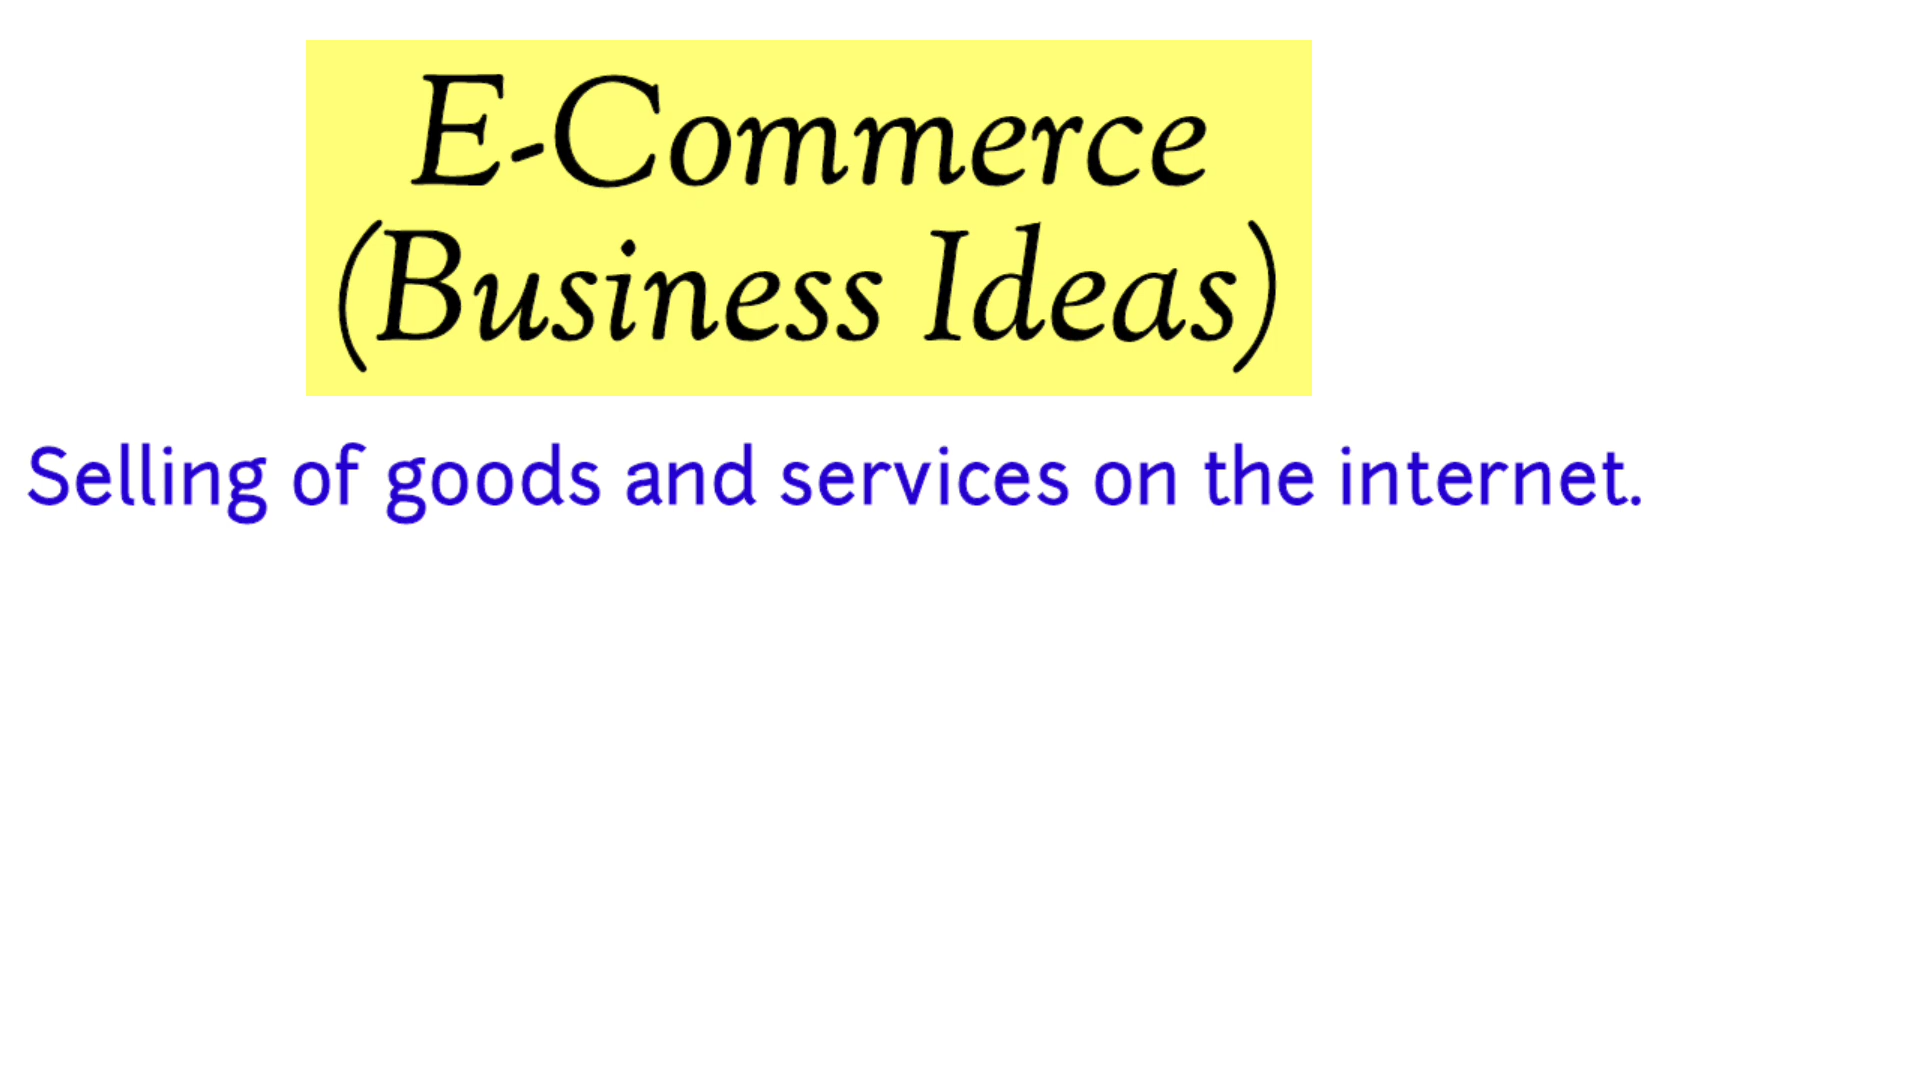 E-Commerce
(Business Ideas)
Selling of goods and services on the internet.